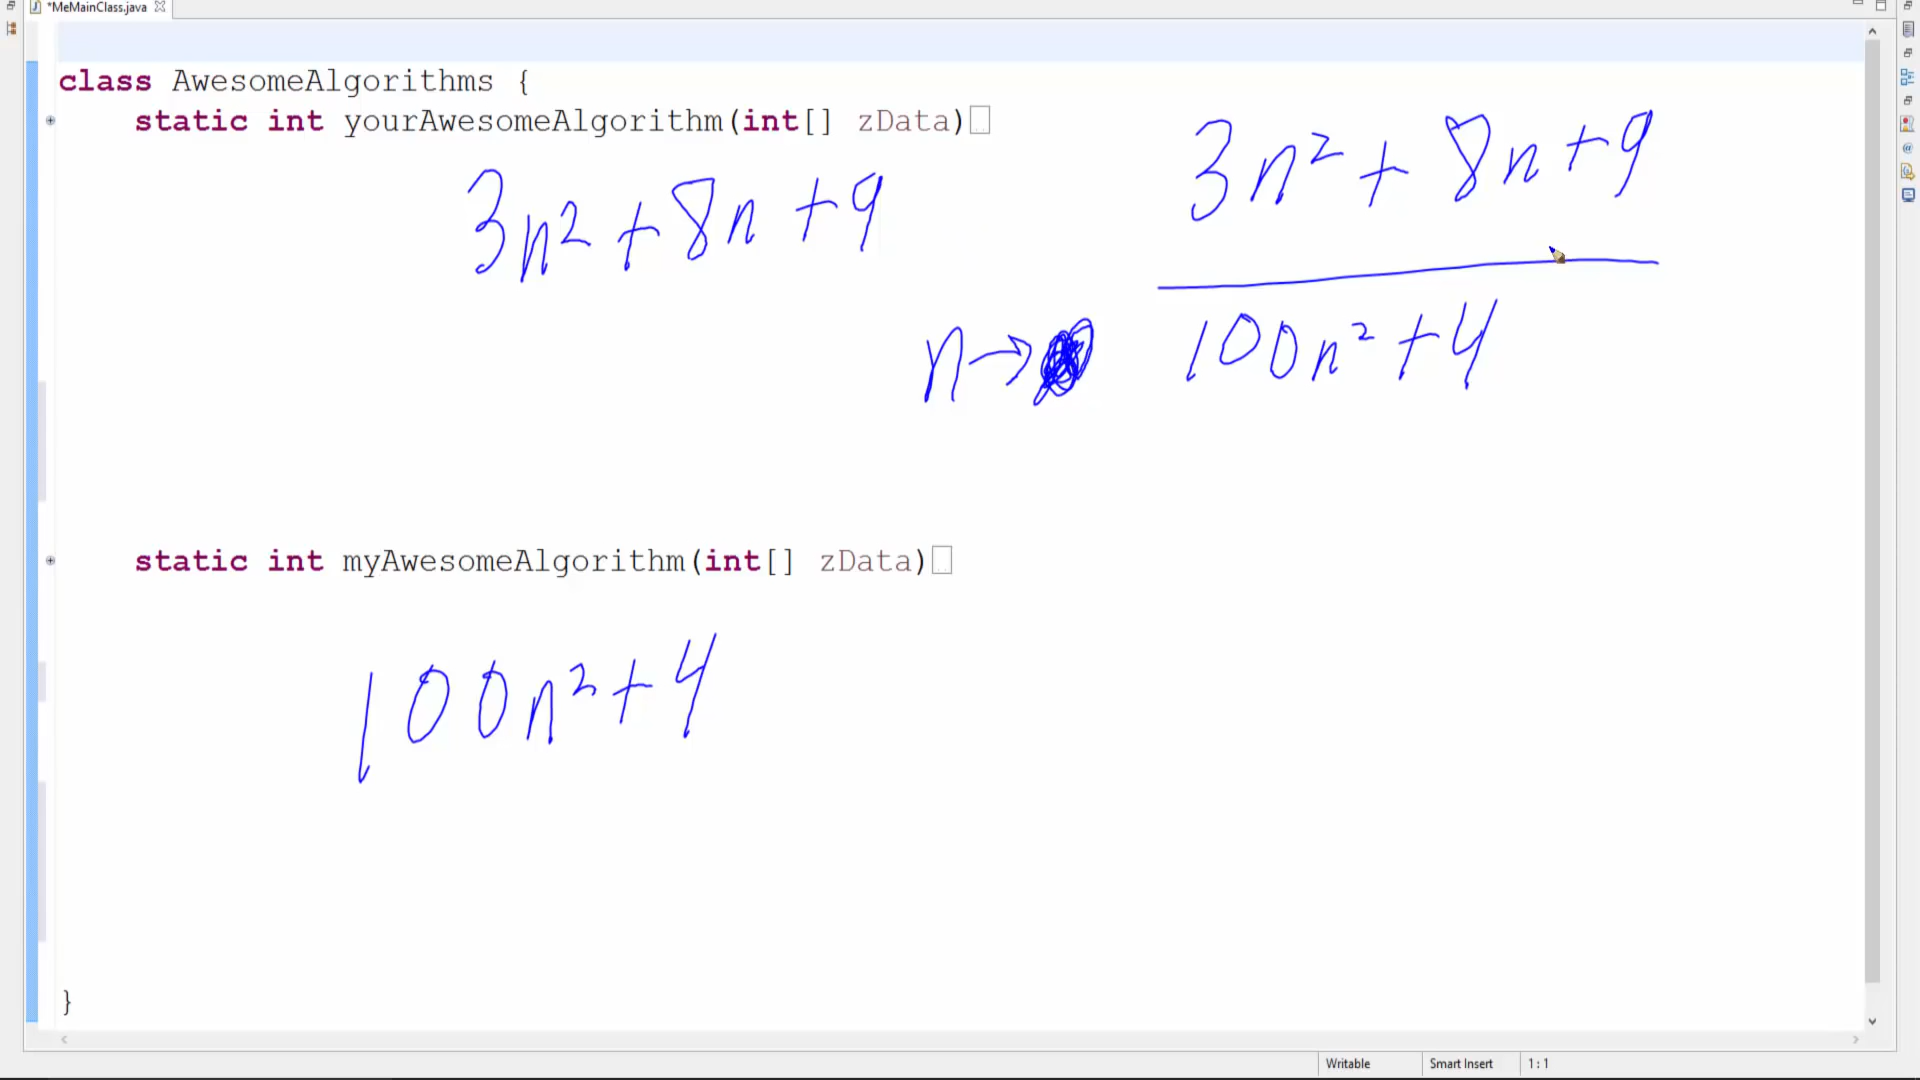 *MeMainClass.java
class AwesomeAlgorithms {
static int yourAwesomeAlgorithm(int[] zData)
3n² + 8n + 9
3n² + 8n + 9
100n² + 4
n →
static int myAwesomeAlgorithm(int[] zData)
100n² + 4
}
Writable Smart Insert 1 : 1